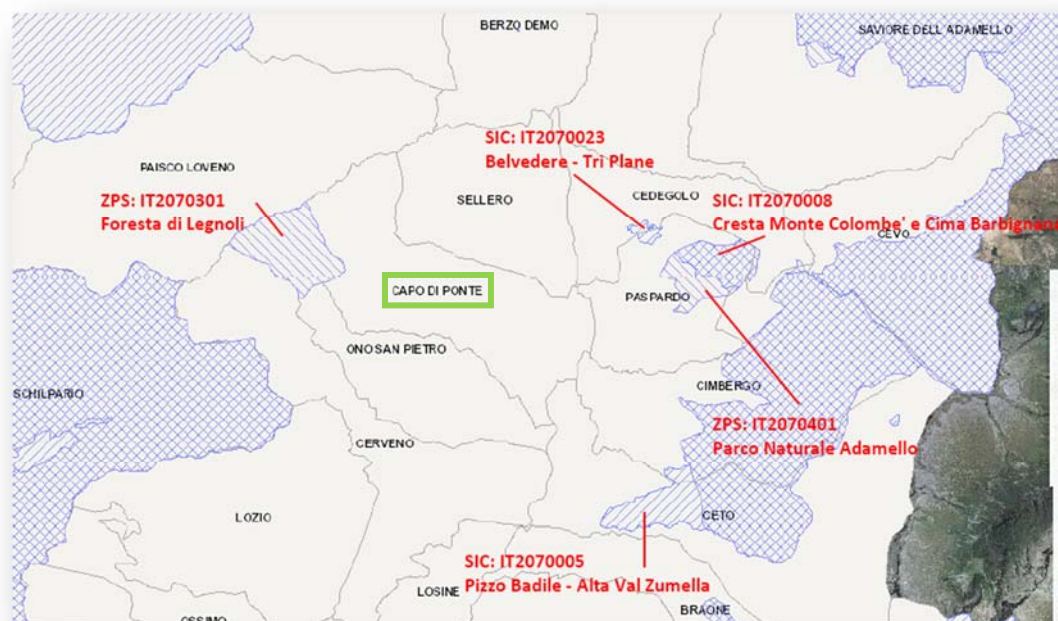 BERZO DEMO
SAVIORE DELL'ADAMELLO
SIC: IT2070023
Belvedere - Tri Plane
PAISCO LOVENO
ZPS: IT2070301
Foresta di Legnoli
SELLERO
CEDEGOLO
SIC: IT2070008
Cresta Monte Colombe' e Cima Barbignana
CEVO
CAPO DI PONTE
PASPARDO
ONO SAN PIETRO
SCHILPARIO
CIMBERGO
CERVENO
ZPS: IT2070401
Parco Naturale Adamello
LOZIO
CETO
SIC: IT2070005
Pizzo Badile - Alta Val Zumella
LOSINE
BRAONE
OSSIMO